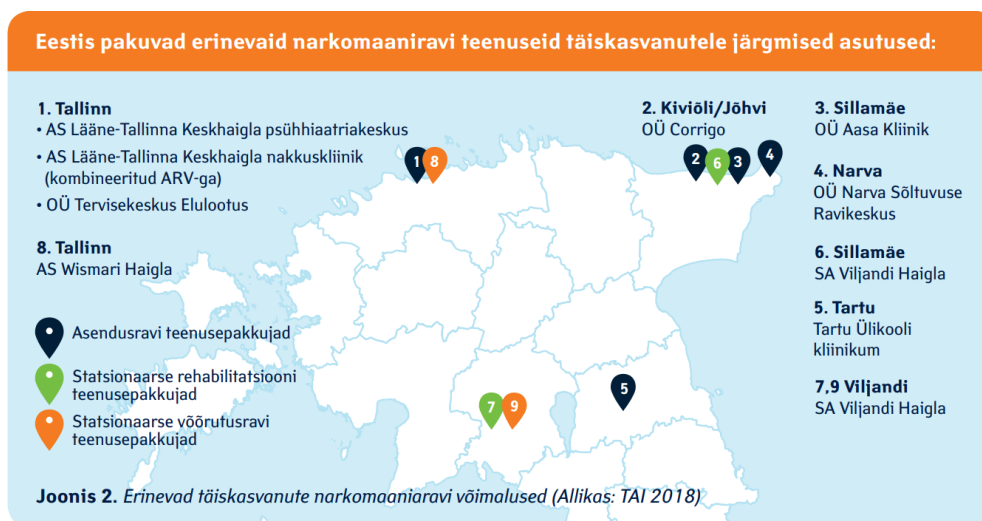 Eestis pakuvad erinevaid narkomaaniravi teenuseid täiskasvanutele järgmised asutused:
1. Tallinn
• AS Lääne-Tallinna Keskhaigla psühhiaatriakeskus
• AS Lääne-Tallinna Keskhaigla nakkuskliinik
(kombineeritud ARV-ga)
• OÜ Tervisekeskus Elulootus
8. Tallinn
AS Wismari Haigla
2. Kiviõli/Jõhvi
OÜ Corrigo
3. Sillamäe
OÜ Aasa Kliinik
4. Narva
OÜ Narva Sõltuvuse
Ravikeskus
6. Sillamäe
SA Viljandi Haigla
5. Tartu
Tartu Ülikooli
kliinikum
7,9 Viljandi
SA Viljandi Haigla
1
8
2
6
3
4
5
7
9
Asendusravi teenusepakkujad
Statsionaarse rehabilitatsiooni
teenusepakkujad
Statsionaarse võõrutusravi
teenusepakkujad
Joonis 2. Erinevad täiskasvanute narkomaaniaravi võimalused (Allikas: TAI 2018)